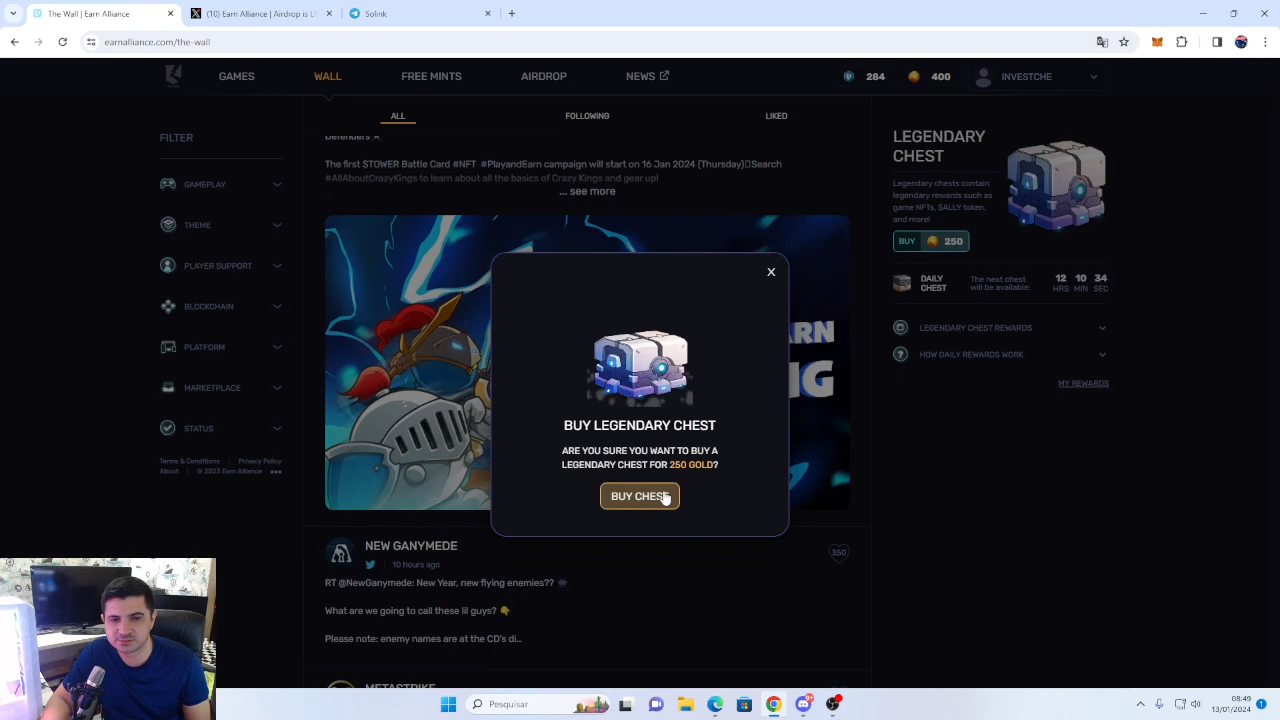 The Wall | Earn Alliance
(10) Earn Alliance | Airdrop is LI
Solink
earnalliance.com/the-wall
GAMES
WALL
FREE MINTS
AIRDROP
NEWS
284
400
INVESTCHE
ALL
FOLLOWING
LIKED
FILTER
GAMEPLAY
THEME
PLAYER SUPPORT
BLOCKCHAIN
PLATFORM
MARKETPLACE
STATUS
Terms & Conditions | Privacy Policy
About | © 2023 Earn Alliance
Defenders
The first $TOWER Battle Card #NFT #PlayandEarn campaign will start on 16 Jan 2024 (Thursday)Search
#AllAboutCrazyKings to learn about all the basics of Crazy Kings and gear up!
... see more
X
BUY LEGENDARY CHEST
ARE YOU SURE YOU WANT TO BUY A
LEGENDARY CHEST FOR 250 GOLD?
BUY CHEST
NEW GANYMEDE
10 hours ago
350
RT @NewGanymede: New Year, new flying enemies?? 👾
What are we going to call these lil guys? 👇
Please note: enemy names are at the CD's di...
METASTRIKE
LEGENDARY
CHEST
Legendary chests contain
legendary rewards such as
game NFTs, $ALLY token,
and more!
BUY 250
DAILY
CHEST
The next chest
will be available:
12 10 34
HRS MIN SEC
LEGENDARY CHEST REWARDS
HOW DAILY REWARDS WORK
MY REWARDS
Pesquisar
08:49
13/01/2024